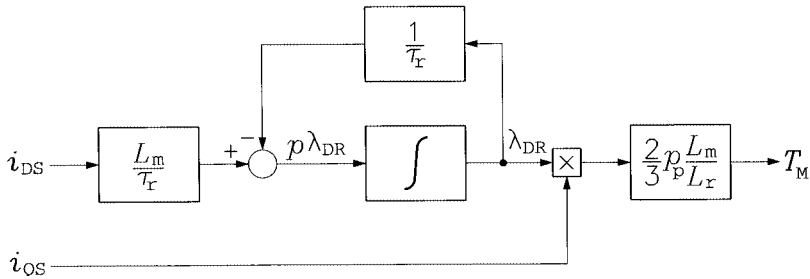 1/τr
iDS
Lm/τr
+
−
pλDR
∫
λDR
×
2/3 pp Lm/Lr
TM
iQS